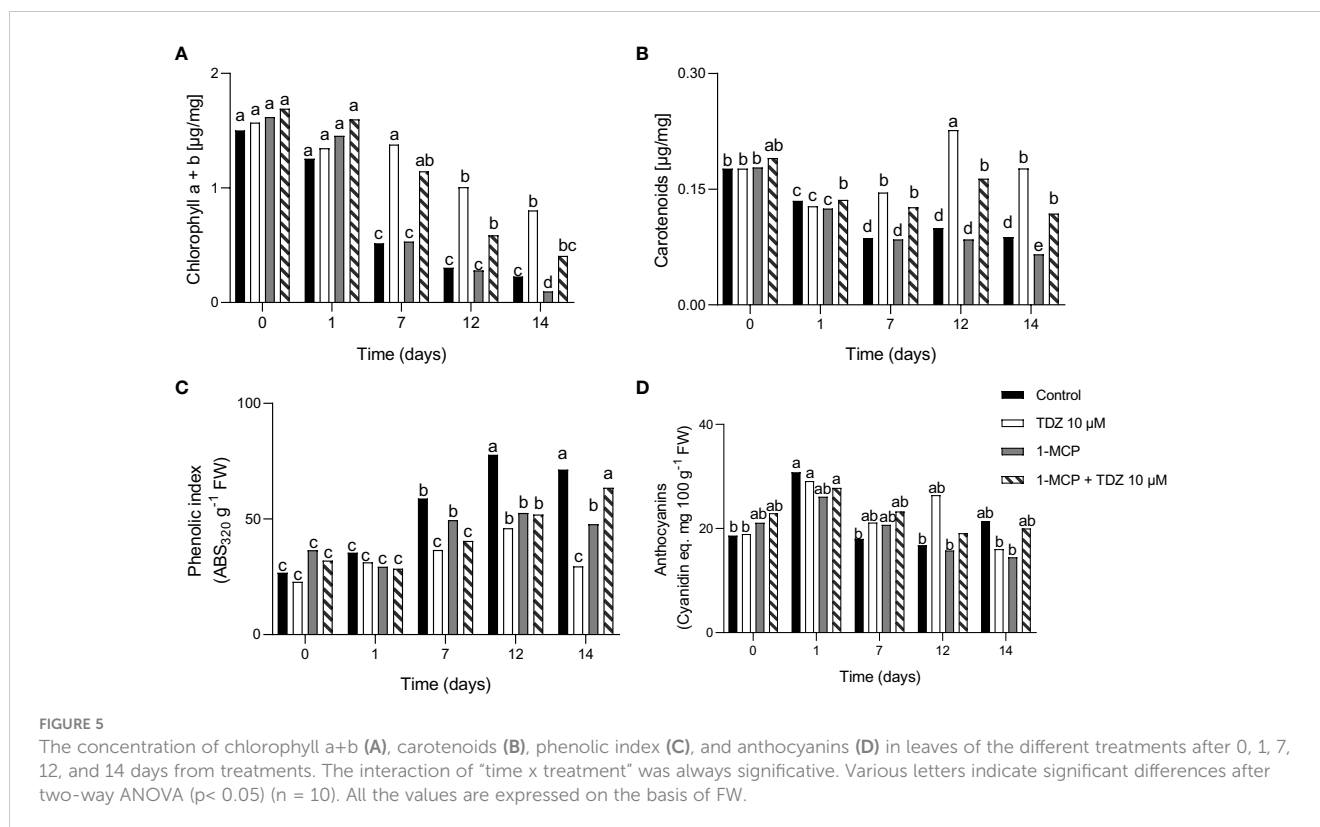 A
Chlorophyll a + b [µg/mg]
2
1
0
a a a a
a a a a
c a c ab
c b c b
c b d bc
0 1 7 12 14
Time (days)
B
Carotenoids [µg/mg]
0.30
0.15
0.00
b b b ab
c c c b
d b d b
d a d b
d b e b
0 1 7 12 14
Time (days)
C
Phenolic index
(ABS320 g-1 FW)
100
50
0
c c c c
c c c c
b c b c
a b b b
a c b a
0 1 7 12 14
Time (days)
D
Anthocyanins
(Cyanidin eq. mg 100 g-1 FW)
40
20
0
b b ab ab
a a ab a
b ab ab ab
b ab b b
ab b b ab
0 1 7 12 14
Time (days)
Control
TDZ 10 µM
1-MCP
1-MCP + TDZ 10 µM
FIGURE 5
The concentration of chlorophyll a+b (A), carotenoids (B), phenolic index (C), and anthocyanins (D) in leaves of the different treatments after 0, 1, 7,
12, and 14 days from treatments. The interaction of "time x treatment" was always significative. Various letters indicate significant differences after
two-way ANOVA (p< 0.05) (n = 10). All the values are expressed on the basis of FW.